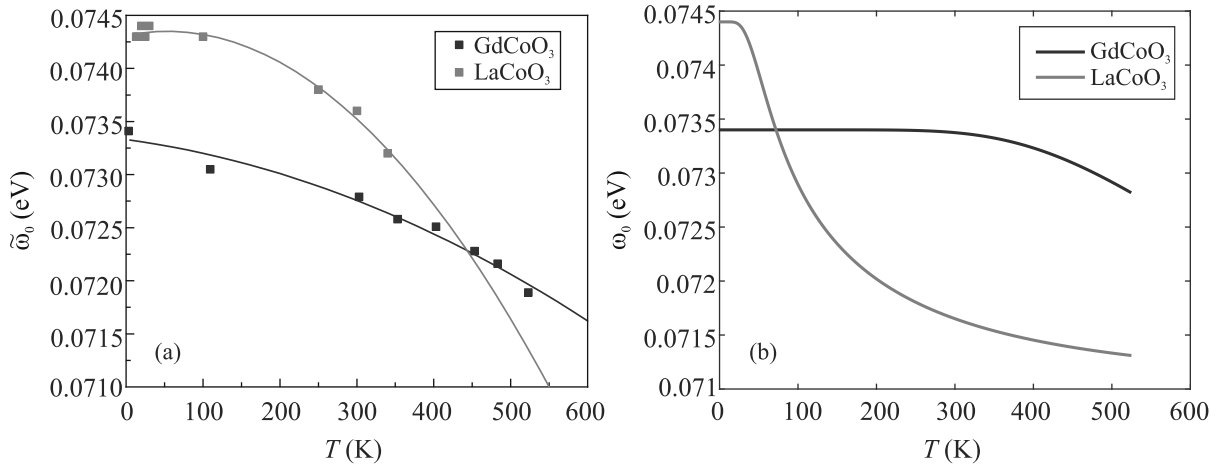 0.0745
0.0740
0.0735
0.0730
0.0725
0.0720
0.0715
0.0710
ω̃₀ (eV)
GdCoO₃
LaCoO₃
(a)
0 100 200 300 400 500 600
T (K)
0.0745
0.074
0.0735
0.073
0.0725
0.072
0.0715
0.071
ω₀ (eV)
GdCoO₃
LaCoO₃
(b)
0 100 200 300 400 500 600
T (K)